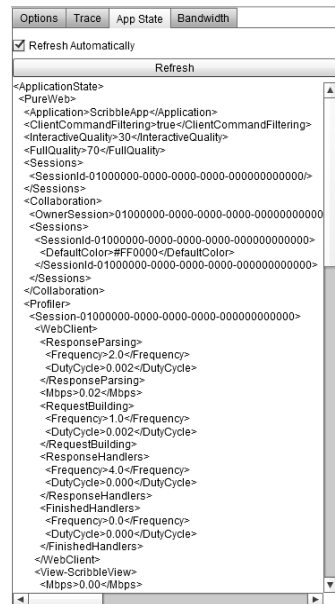 Options Trace App State Bandwidth
Refresh Automatically
Refresh
<ApplicationState>
<PureWeb>
<Application>ScribbleApp</Application>
<ClientCommandFiltering>true</ClientCommandFiltering>
<InteractiveQuality>30</InteractiveQuality>
<FullQuality>70</FullQuality>
<Sessions>
<SessionId-01000000-0000-0000-0000-000000000000/>
</Sessions>
<Collaboration>
<OwnerSession>01000000-0000-0000-0000-00000000000
<Sessions>
<SessionId-01000000-0000-0000-0000-000000000000>
<DefaultColor>#FF0000</DefaultColor>
</SessionId-01000000-0000-0000-0000-000000000000>
</Sessions>
</Collaboration>
<Profiler>
<Session-01000000-0000-0000-0000-000000000000>
<WebClient>
<ResponseParsing>
<Frequency>2.0</Frequency>
<DutyCycle>0.002</DutyCycle>
</ResponseParsing>
<Mbps>0.02</Mbps>
<RequestBuilding>
<Frequency>1.0</Frequency>
<DutyCycle>0.002</DutyCycle>
</RequestBuilding>
<ResponseHandlers>
<Frequency>4.0</Frequency>
<DutyCycle>0.000</DutyCycle>
</ResponseHandlers>
<FinishedHandlers>
<Frequency>0.0</Frequency>
<DutyCycle>0.000</DutyCycle>
</FinishedHandlers>
</WebClient>
<View-ScribbleView>
<Mbps>0.00</Mbps>